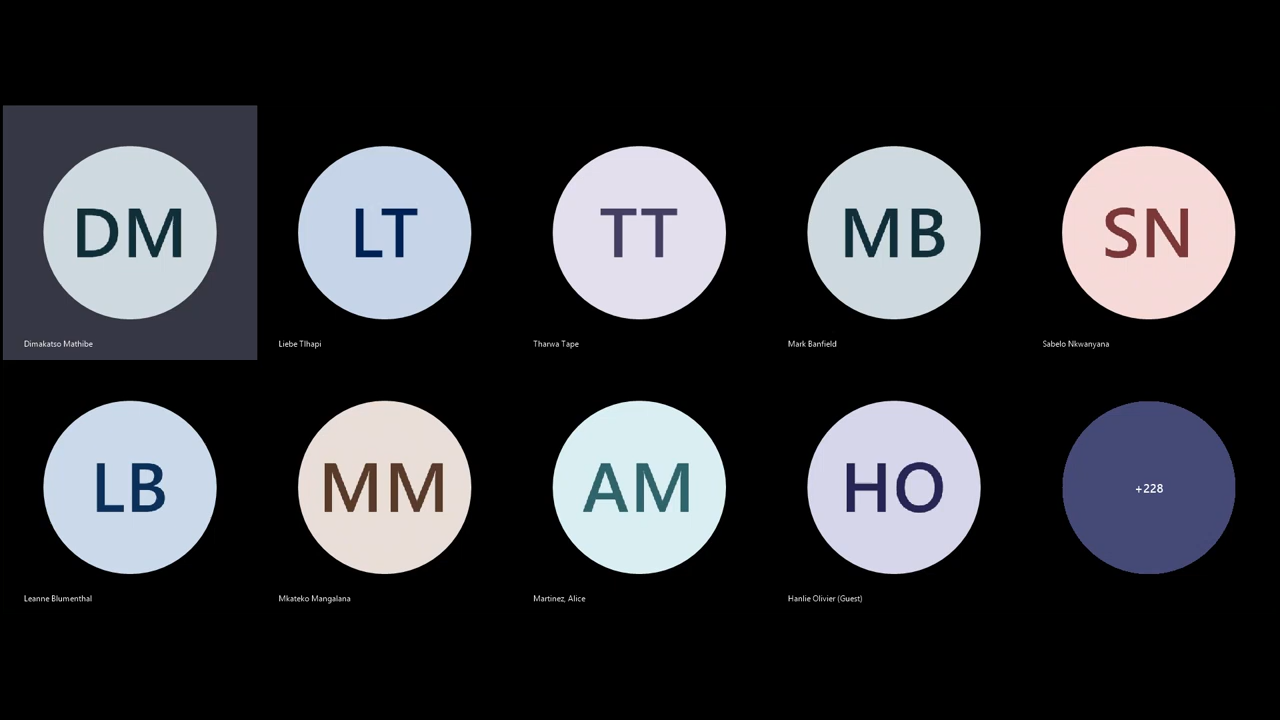 DM
LT
TT
MB
SN
Dimakatso Mathibe
Liebe Tlhapi
Tharwa Tape
Mark Banfield
Sabelo Nkwanyana
LB
MM
AM
HO
+228
Leanne Blumenthal
Mkateko Mangalana
Martinez, Alice
Hanlie Olivier (Guest)